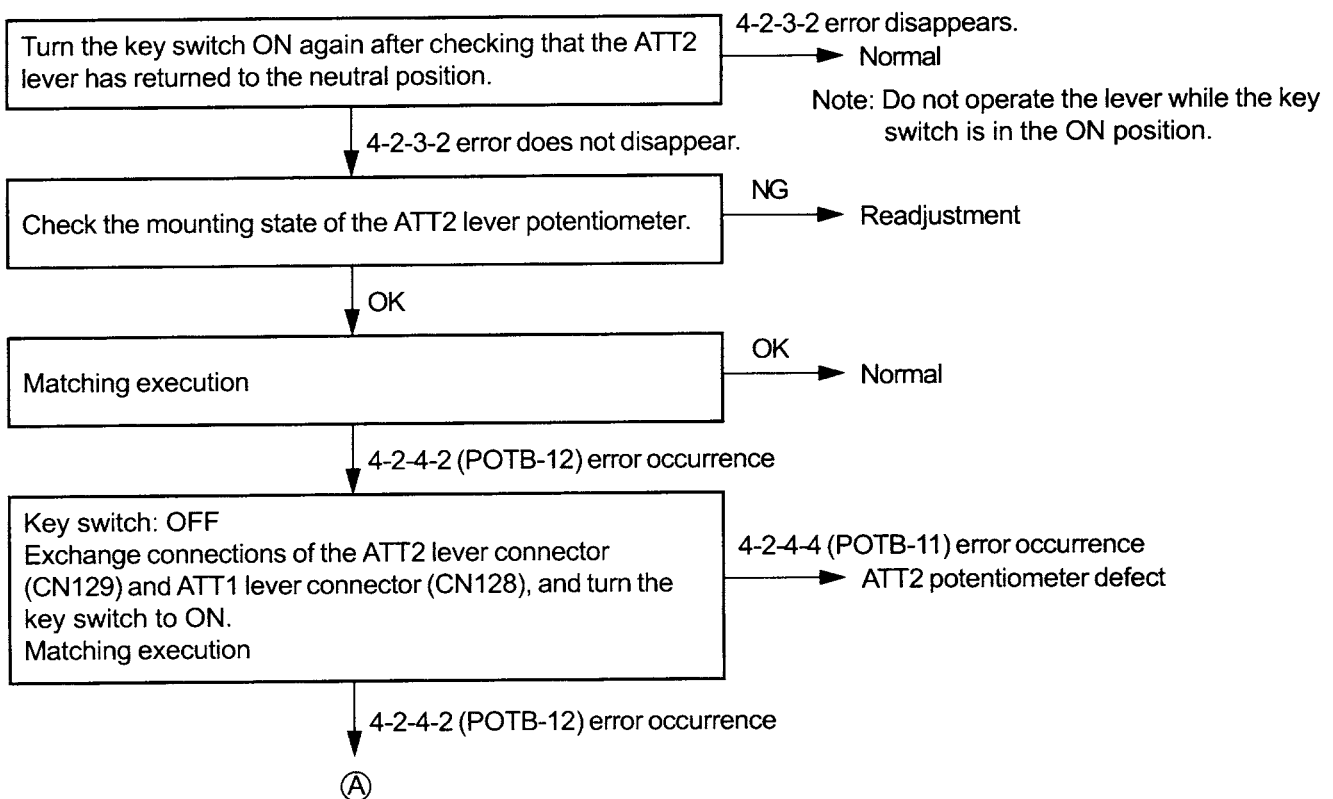 Turn the key switch ON again after checking that the ATT2
lever has returned to the neutral position.
4-2-3-2 error disappears.
Normal
Note: Do not operate the lever while the key
switch is in the ON position.
4-2-3-2 error does not disappear.
Check the mounting state of the ATT2 lever potentiometer.
NG
Readjustment
OK
Matching execution
OK
Normal
4-2-4-2 (POTB-12) error occurrence
Key switch: OFF
Exchange connections of the ATT2 lever connector
(CN129) and ATT1 lever connector (CN128), and turn the
key switch to ON.
Matching execution
4-2-4-4 (POTB-11) error occurrence
ATT2 potentiometer defect
4-2-4-2 (POTB-12) error occurrence
Ⓐ